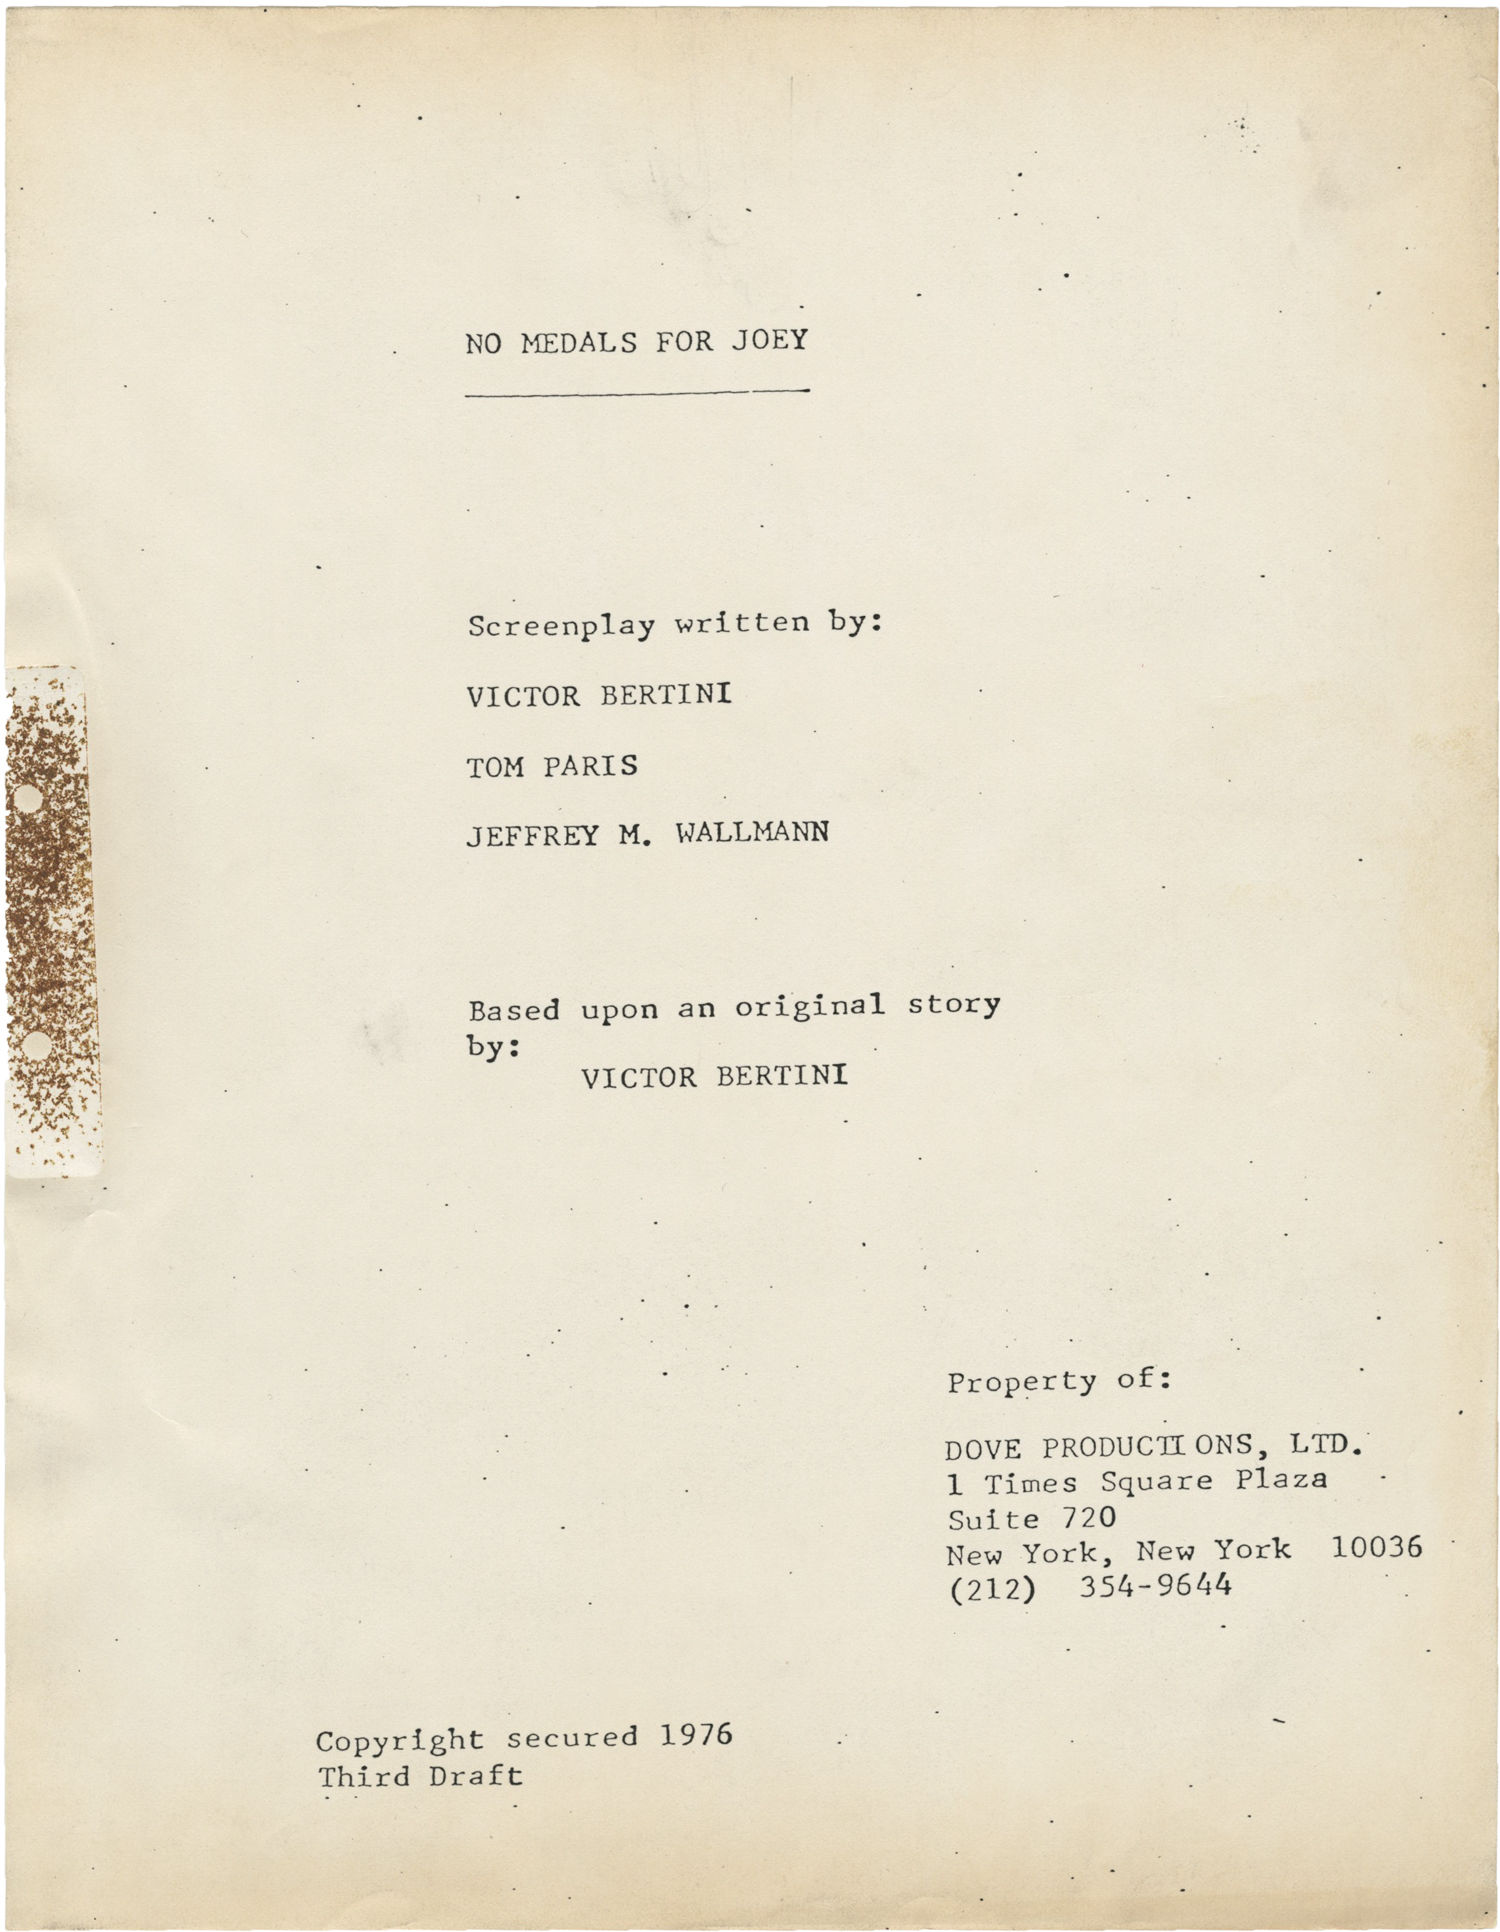 NO MEDALS FOR JOEY
Screenplay written by:
VICTOR BERTINI
TOM PARIS
JEFFREY M. WALLMANN
Based upon an original story
by:
VICTOR BERTINI
Property of:
DOVE PRODUCTIONS, LTD.
1 Times Square Plaza
Suite 720
New York, New York 10036
(212) 354-9644
Copyright secured 1976
Third Draft